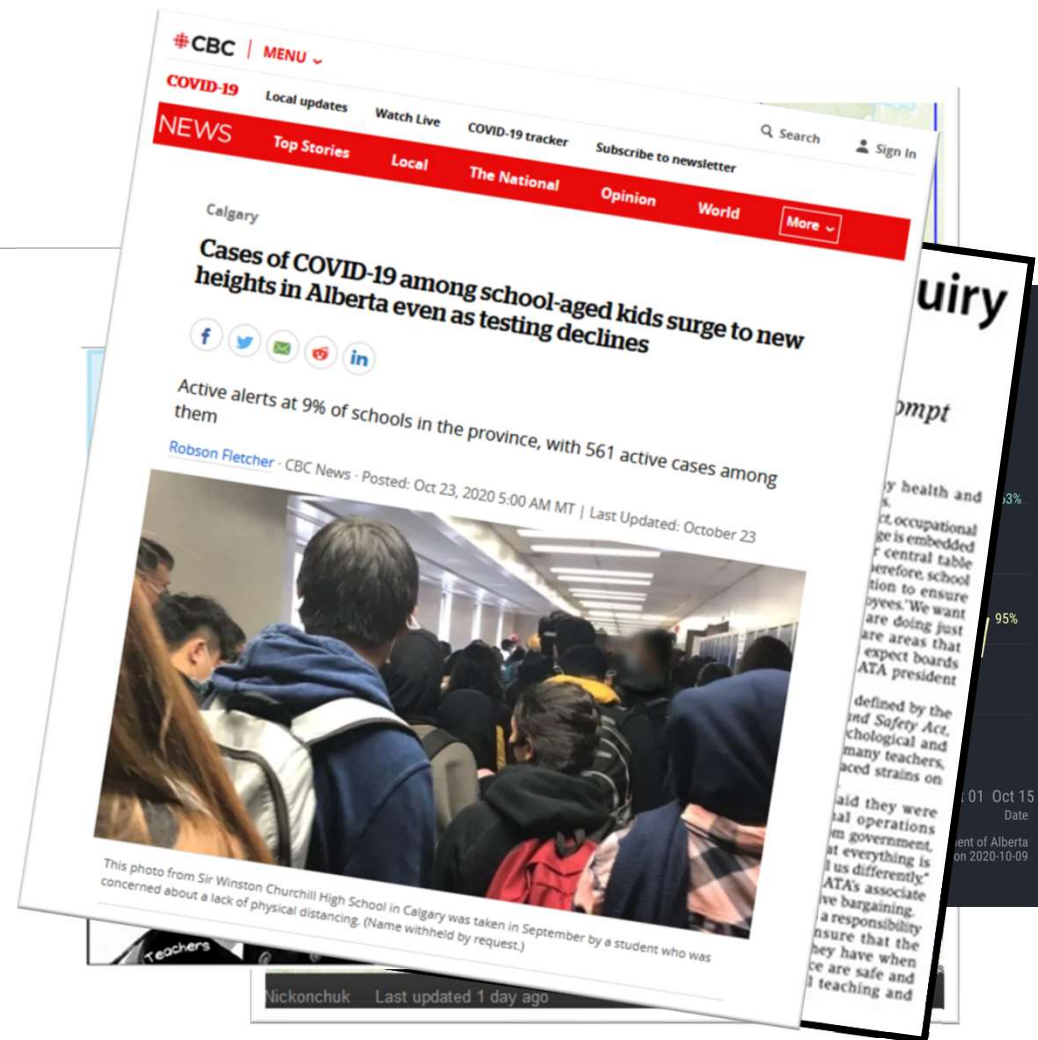 CBC | MENU
COVID-19 Local updates Watch Live COVID-19 tracker Subscribe to newsletter Search Sign In
NEWS Top Stories Local The National Opinion World More
Calgary
Cases of COVID-19 among school-aged kids surge to new
heights in Alberta even as testing declines
Active alerts at 9% of schools in the province, with 561 active cases among
them
Robson Fletcher · CBC News · Posted: Oct 23, 2020 5:00 AM MT | Last Updated: October 23
This photo from Sir Winston Churchill High School in Calgary was taken in September by a student who was
concerned about a lack of physical distancing. (Name withheld by request.)
uiry
ompt
y health and
s.
ct, occupational
ge is embedded
r central table
herefore, school
tion to ensure
oyees. "We want
are doing just
are areas that
expect boards
ATA president
defined by the
and Safety Act,
chological and
many teachers,
aced strains on
aid they were
al operations
m government,
at everything is
l us differently,"
ATA's associate
ve bargaining.
a responsibility
nsure that the
hey have when
ce are safe and
l teaching and
3%
95%
01 Oct 15
Date
ent of Alberta
on 2020-10-09
Teachers
Nickonchuk Last updated 1 day ago